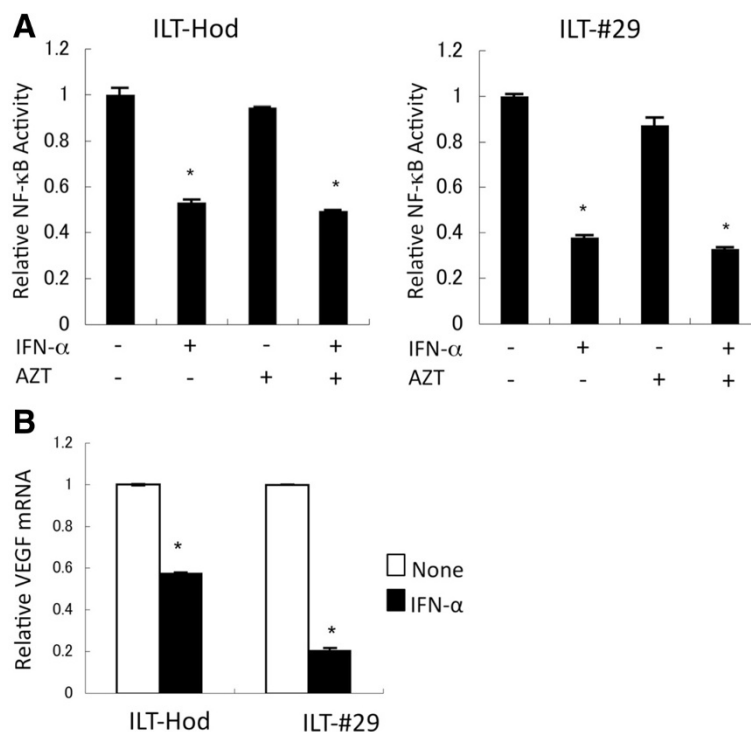 A
ILT-Hod
Relative NF-κB Activity
1.2
1
0.8
0.6
0.4
0.2
0
*
*
IFN-α - + - +
AZT - - + +
ILT-#29
Relative NF-κB Activity
1.2
1
0.8
0.6
0.4
0.2
0
*
*
IFN-α - + - +
AZT - - + +
B
Relative VEGF mRNA
1.2
1
0.8
0.6
0.4
0.2
0
*
*
ILT-Hod ILT-#29
None
IFN-α